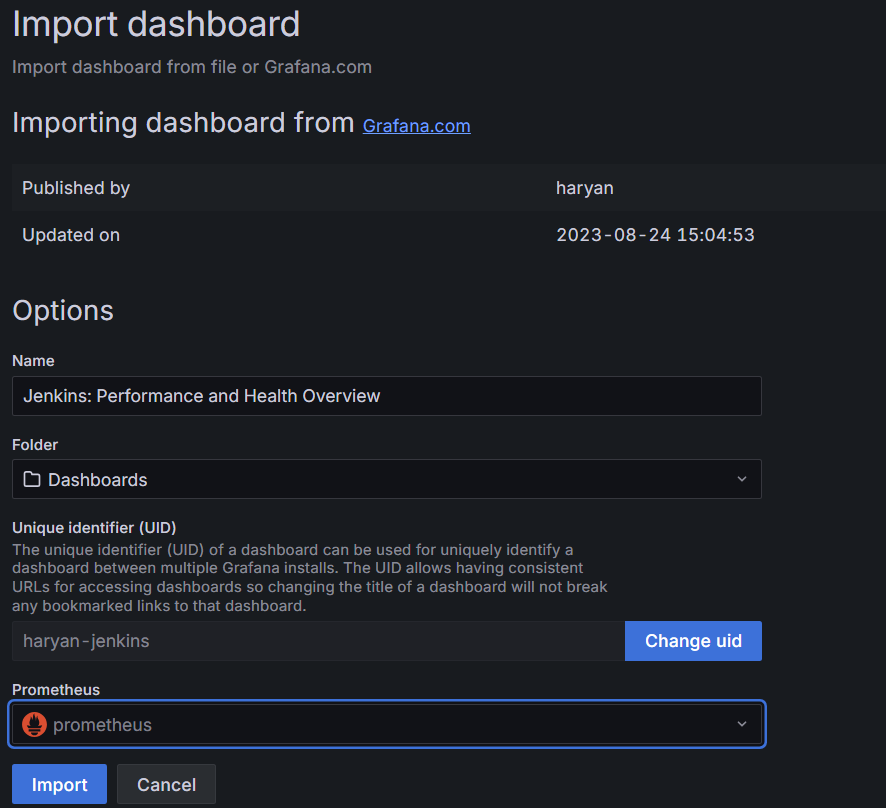 Import dashboard
Import dashboard from file or Grafana.com
Importing dashboard from Grafana.com
Published by haryan
Updated on 2023-08-24 15:04:53
Options
Name
Jenkins: Performance and Health Overview
Folder
Dashboards
Unique identifier (UID)
The unique identifier (UID) of a dashboard can be used for uniquely identify a
dashboard between multiple Grafana installs. The UID allows having consistent
URLs for accessing dashboards so changing the title of a dashboard will not break
any bookmarked links to that dashboard.
haryan-jenkins Change uid
Prometheus
prometheus
Import Cancel